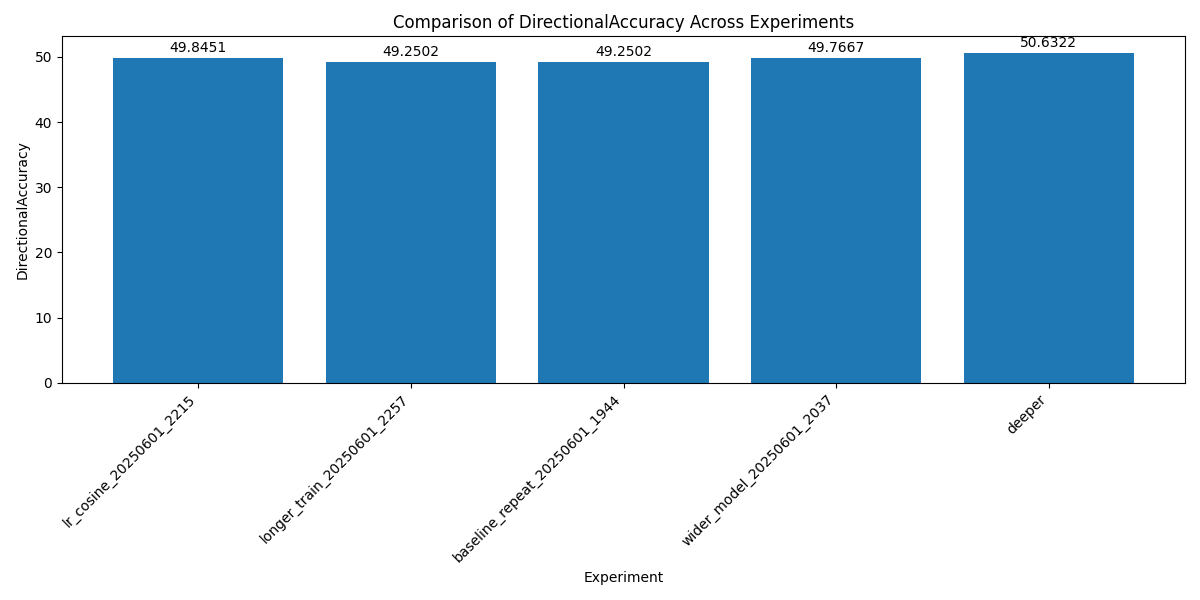 Comparison of DirectionalAccuracy Across Experiments
49.8451
49.2502
49.2502
49.7667
50.6322
50
40
30
20
10
0
DirectionalAccuracy
lr_cosine_20250601_2215
longer_train_20250601_2257
baseline_repeat_20250601_1944
wider_model_20250601_2037
deeper
Experiment